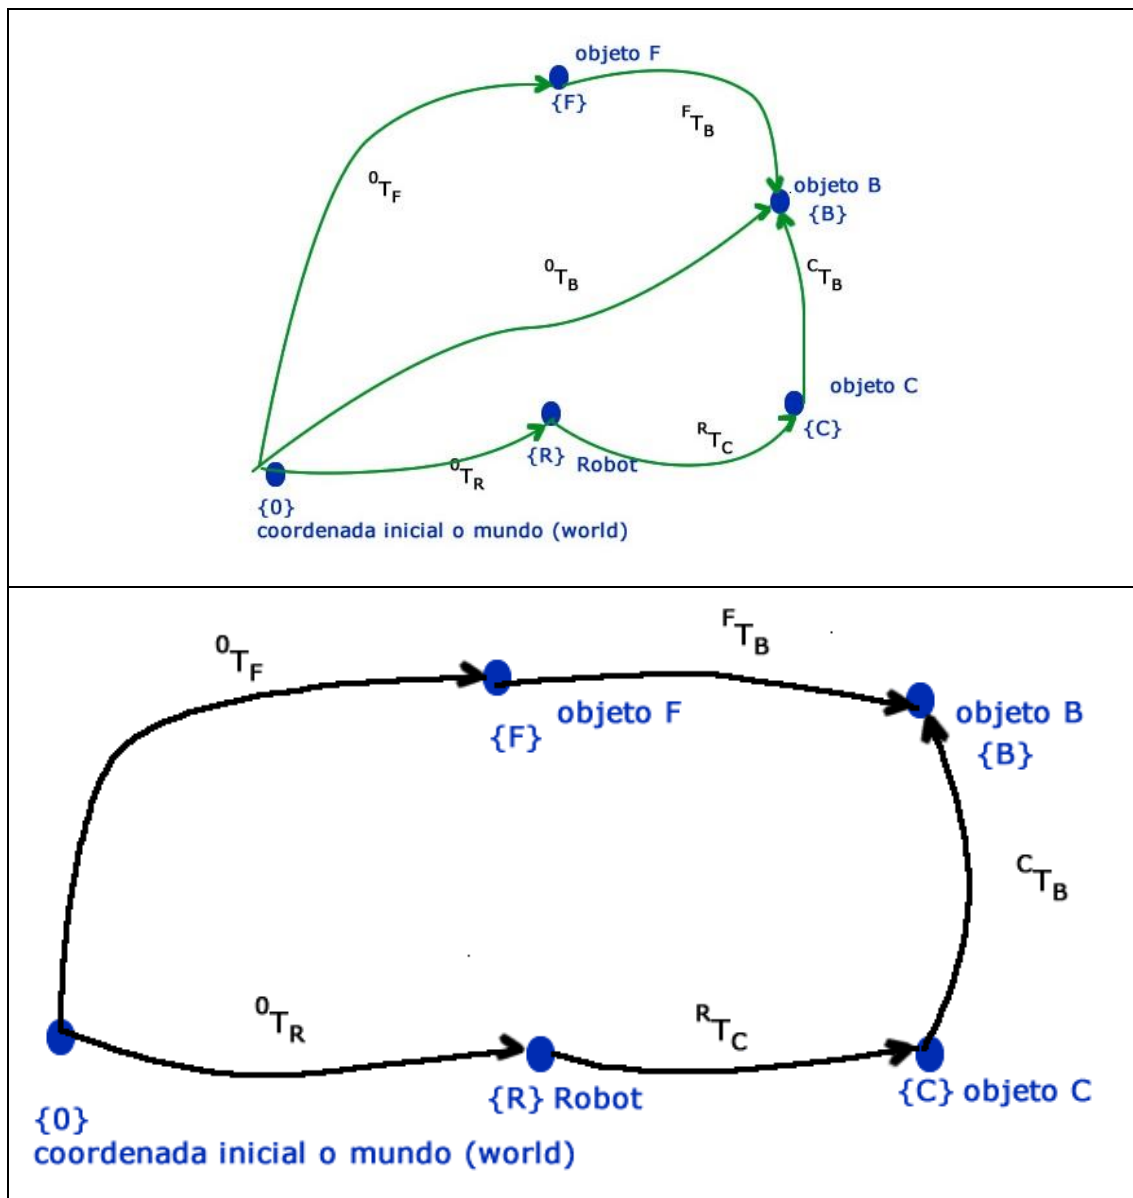 objeto F
{F}
FTB
0TF
objeto B
{B}
0TB
CTB
objeto C
{C}
RTC
{R} Robot
0TR
{0}
coordenada inicial o mundo (world)
FTB
0TF
objeto F
{F}
objeto B
{B}
CTB
0TR
RTC
{R} Robot
{C} objeto C
{0}
coordenada inicial o mundo (world)